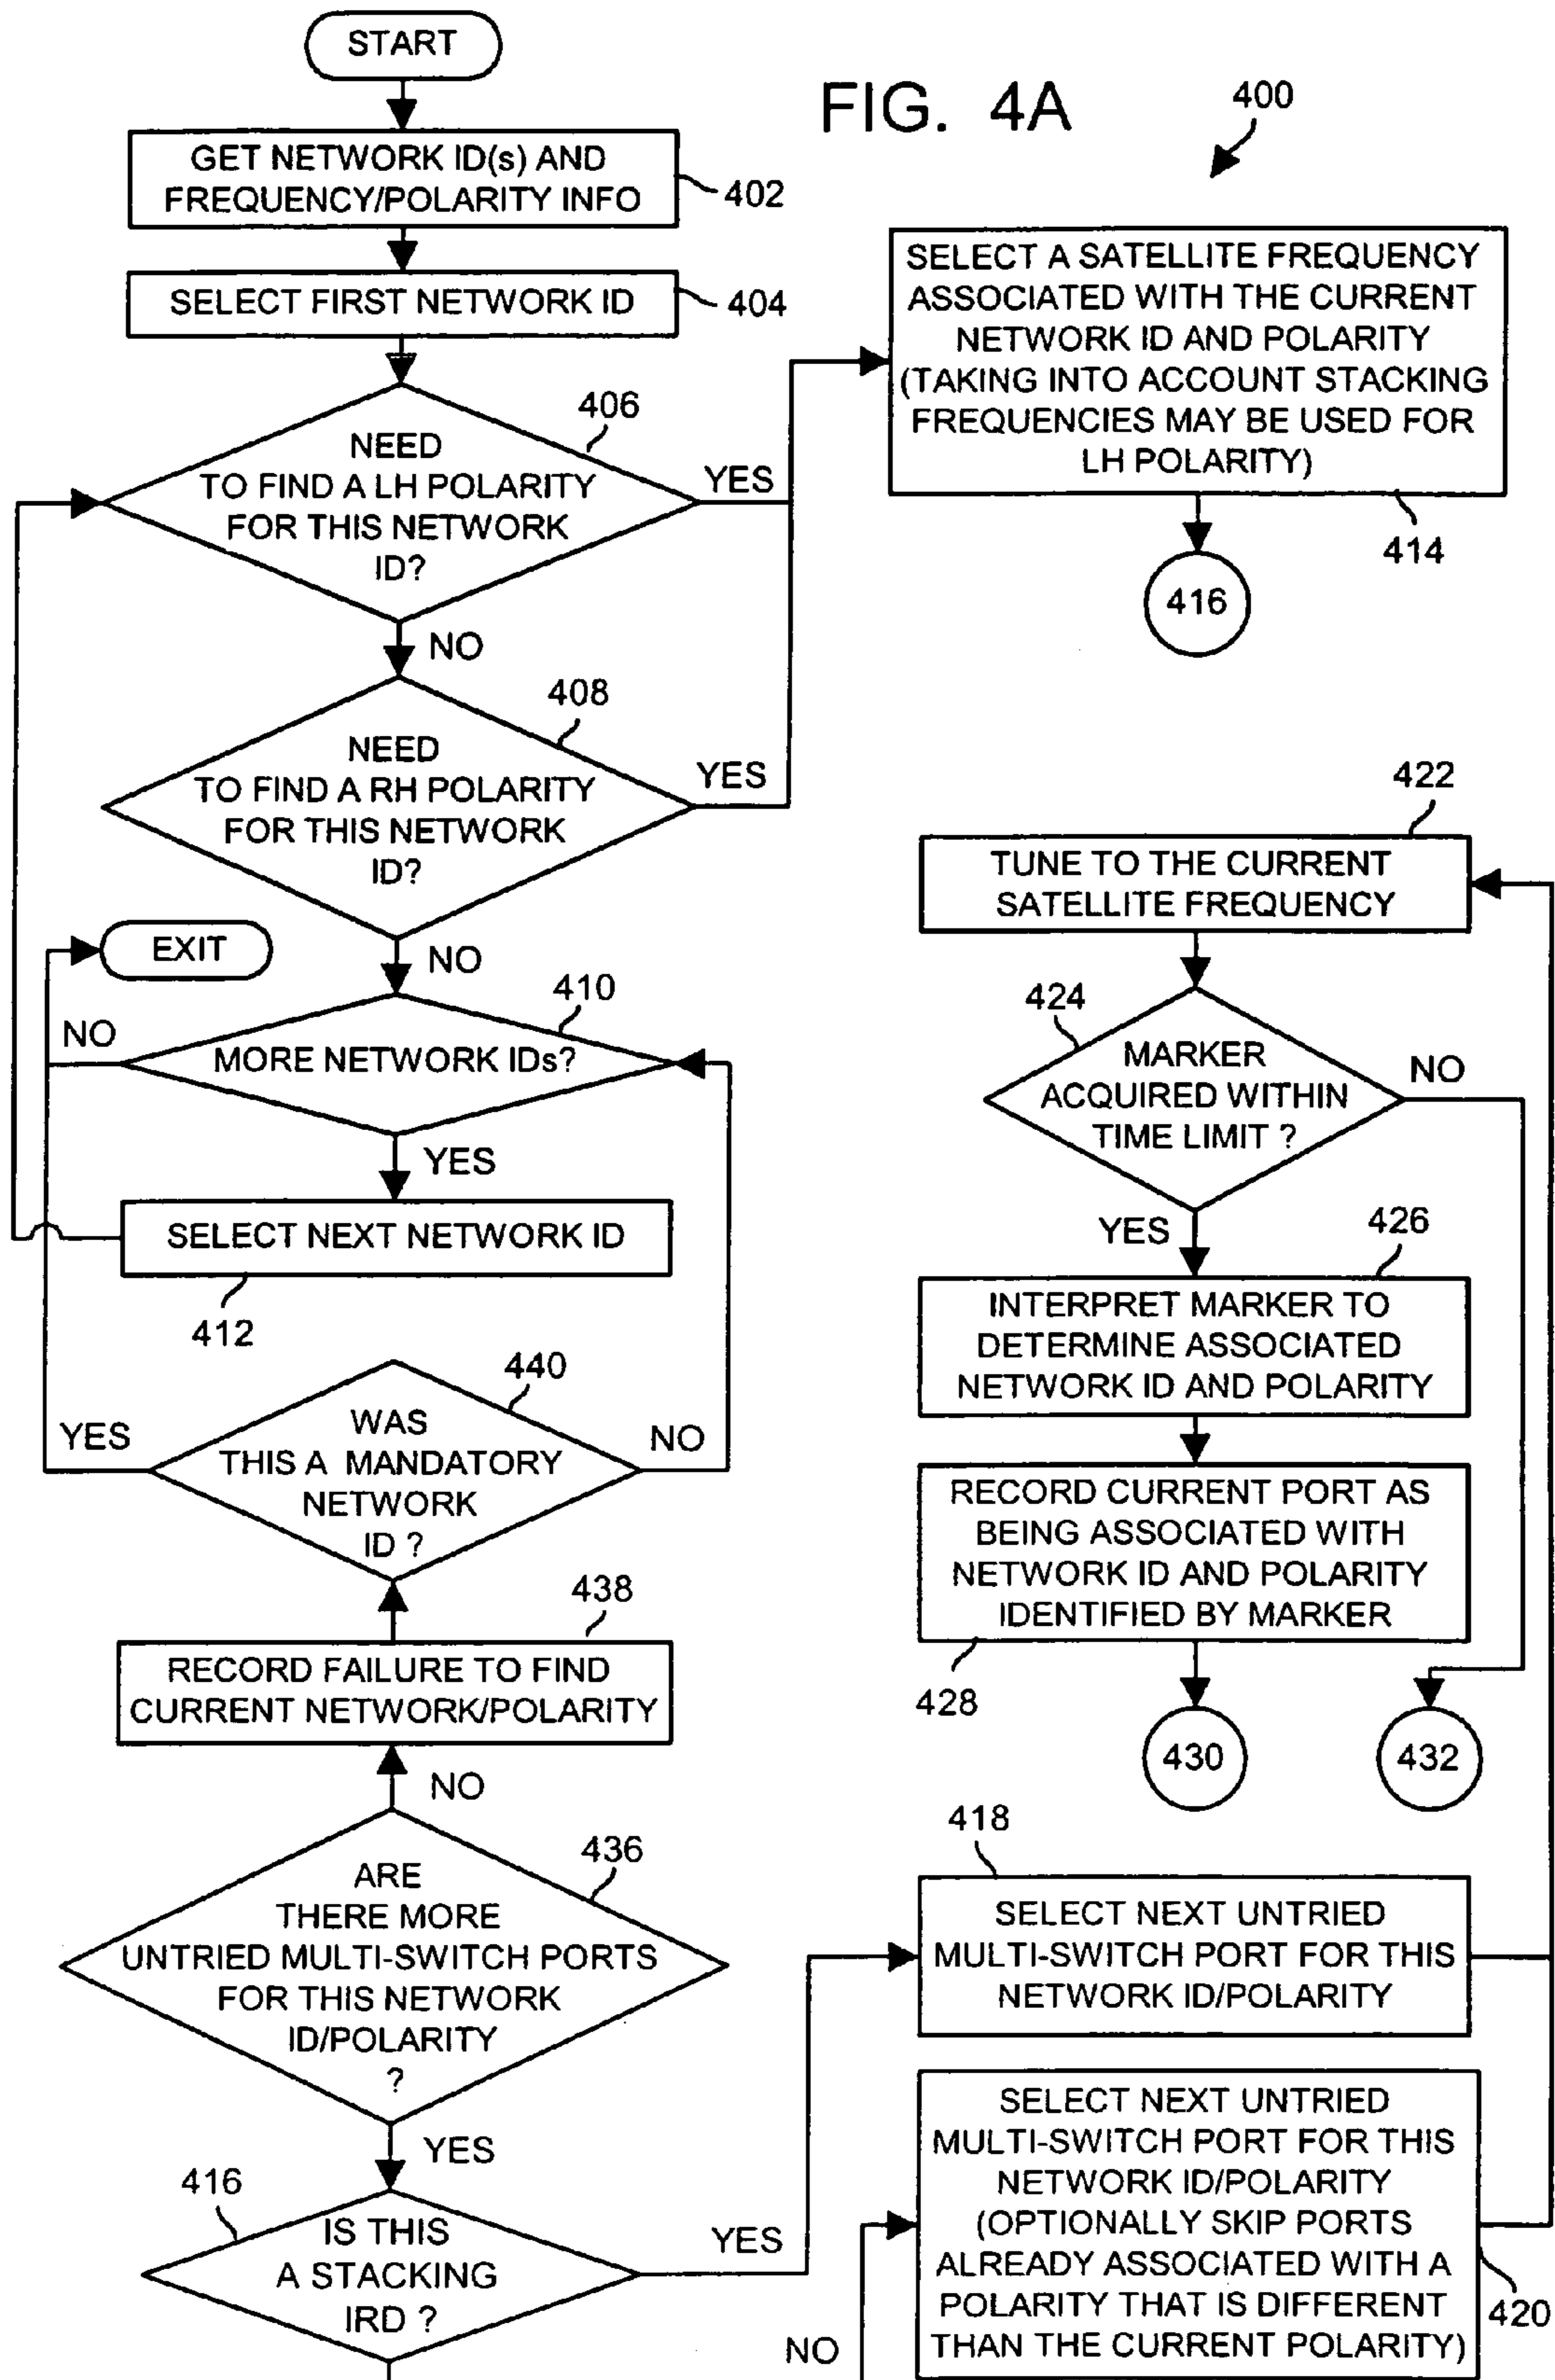 START
FIG. 4A
400
GET NETWORK ID(s) AND
FREQUENCY/POLARITY INFO
402
SELECT FIRST NETWORK ID
404
NEED
TO FIND A LH POLARITY
FOR THIS NETWORK
ID?
406
YES
NO
NEED
TO FIND A RH POLARITY
FOR THIS NETWORK
ID?
408
YES
NO
EXIT
MORE NETWORK IDs?
410
NO
YES
SELECT NEXT NETWORK ID
412
WAS
THIS A MANDATORY
NETWORK
ID ?
440
YES
NO
RECORD FAILURE TO FIND
CURRENT NETWORK/POLARITY
438
NO
ARE
THERE MORE
UNTRIED MULTI-SWITCH PORTS
FOR THIS NETWORK
ID/POLARITY
?
436
YES
IS THIS
A STACKING
IRD ?
416
YES
NO
SELECT A SATELLITE FREQUENCY
ASSOCIATED WITH THE CURRENT
NETWORK ID AND POLARITY
(TAKING INTO ACCOUNT STACKING
FREQUENCIES MAY BE USED FOR
LH POLARITY)
414
416
422
TUNE TO THE CURRENT
SATELLITE FREQUENCY
424
MARKER
ACQUIRED WITHIN
TIME LIMIT ?
NO
YES
426
INTERPRET MARKER TO
DETERMINE ASSOCIATED
NETWORK ID AND POLARITY
RECORD CURRENT PORT AS
BEING ASSOCIATED WITH
NETWORK ID AND POLARITY
IDENTIFIED BY MARKER
428
430
432
418
SELECT NEXT UNTRIED
MULTI-SWITCH PORT FOR THIS
NETWORK ID/POLARITY
SELECT NEXT UNTRIED
MULTI-SWITCH PORT FOR THIS
NETWORK ID/POLARITY
(OPTIONALLY SKIP PORTS
ALREADY ASSOCIATED WITH A
POLARITY THAT IS DIFFERENT
THAN THE CURRENT POLARITY)
420